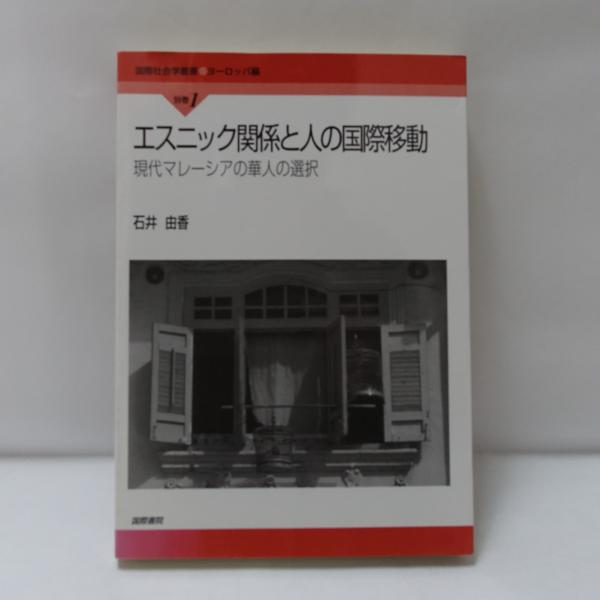 国際社会学叢書●ヨーロッパ編
別巻1
エスニック関係と人の国際移動
現代マレーシアの華人の選択
石井 由香
国際書院